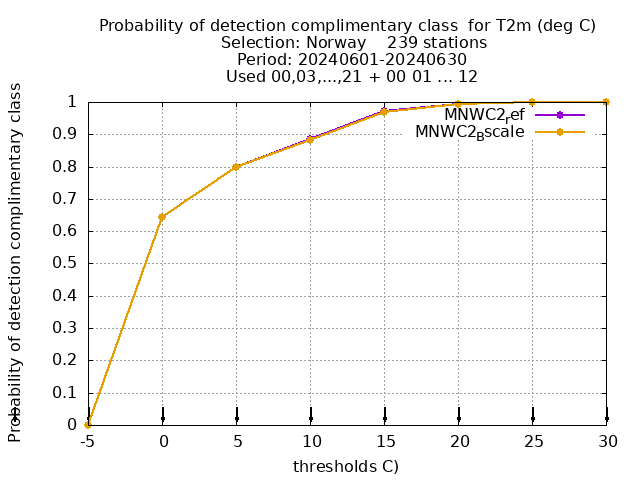 Probability of detection complimentary class  for T2m (deg C)
Selection: Norway    239 stations
Period: 20240601-20240630
Used 00,03,...,21 + 00 01 ... 12
Probability of detection complimentary class
1
0.9
0.8
0.7
0.6
0.5
0.4
0.3
0.2
0.1
0
MNWC2ref
MNWC2Bscale
-5 0 5 10 15 20 25 30
thresholds C)